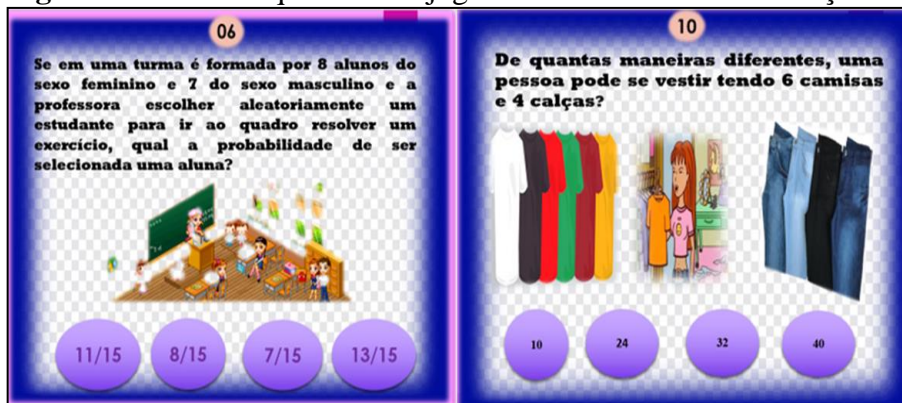 06
Se em uma turma é formada por 8 alunos do
sexo feminino e 7 do sexo masculino e a
professora escolher aleatoriamente um
estudante para ir ao quadro resolver um
exercício, qual a probabilidade de ser
selecionada uma aluna?
11/15 8/15 7/15 13/15
10
De quantas maneiras diferentes, uma
pessoa pode se vestir tendo 6 camisas
e 4 calças?
10 24 32 40